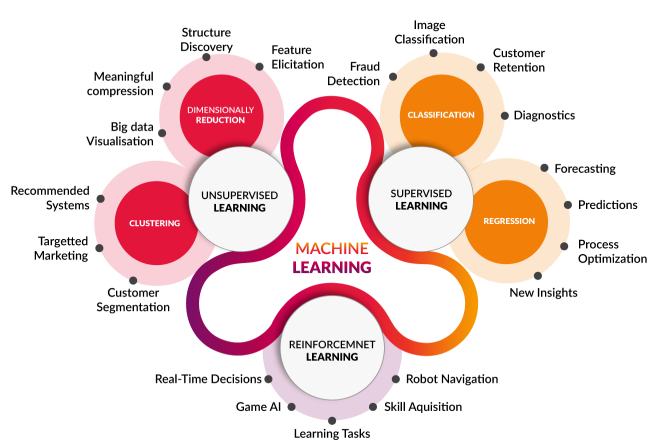 Structure
Discovery
Feature
Elicitation
Meaningful
compression
Big data
Visualisation
DIMENSIONALLY
REDUCTION
Recommended
Systems
Targetted
Marketing
Customer
Segmentation
CLUSTERING
UNSUPERVISED
LEARNING
MACHINE
LEARNING
Image
Classification
Customer
Retention
Fraud
Detection
Diagnostics
CLASSIFICATION
SUPERVISED
LEARNING
Forecasting
Predictions
Process
Optimization
New Insights
REGRESSION
REINFORCEMNET
LEARNING
Real-Time Decisions
Game AI
Learning Tasks
Skill Aquisition
Robot Navigation